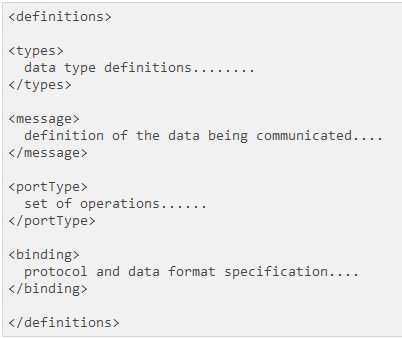 <definitions>
<types>
data type definitions........
</types>
<message>
definition of the data being communicated....
</message>
<portType>
set of operations......
</portType>
<binding>
protocol and data format specification....
</binding>
</definitions>